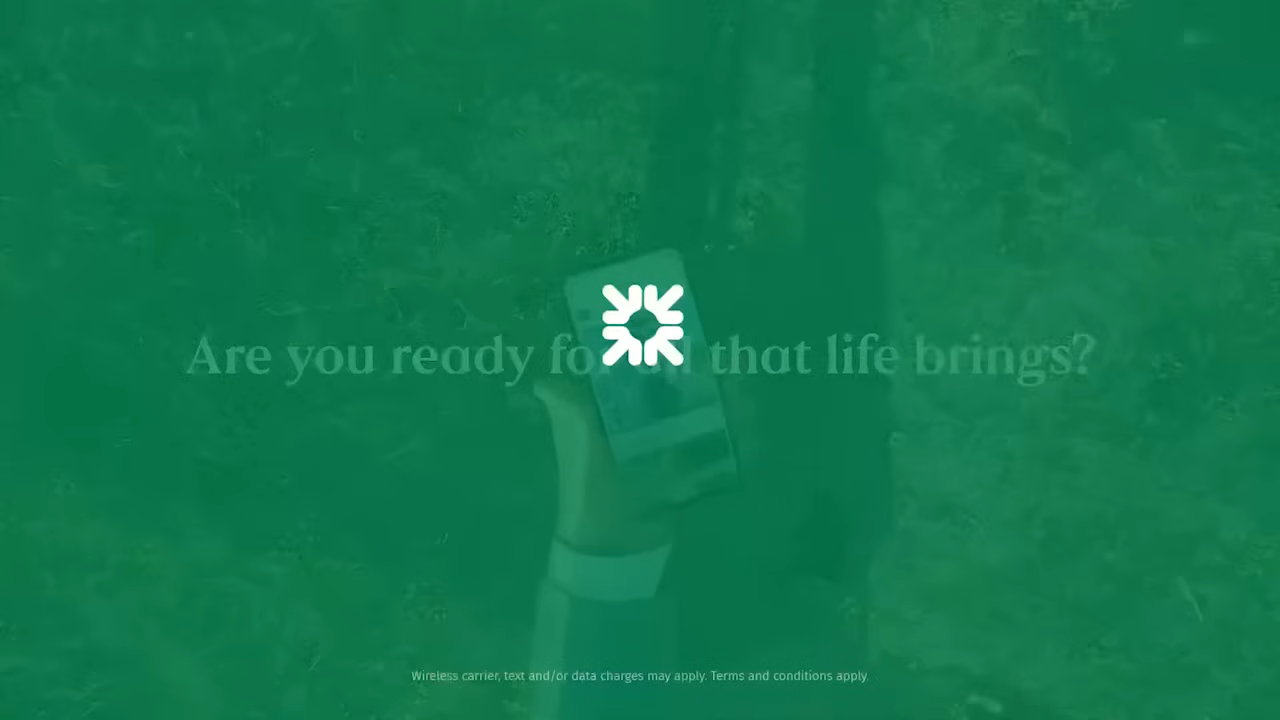 Are you ready fo that life brings?
Wireless carrier, text and/or data charges may apply. Terms and conditions apply.